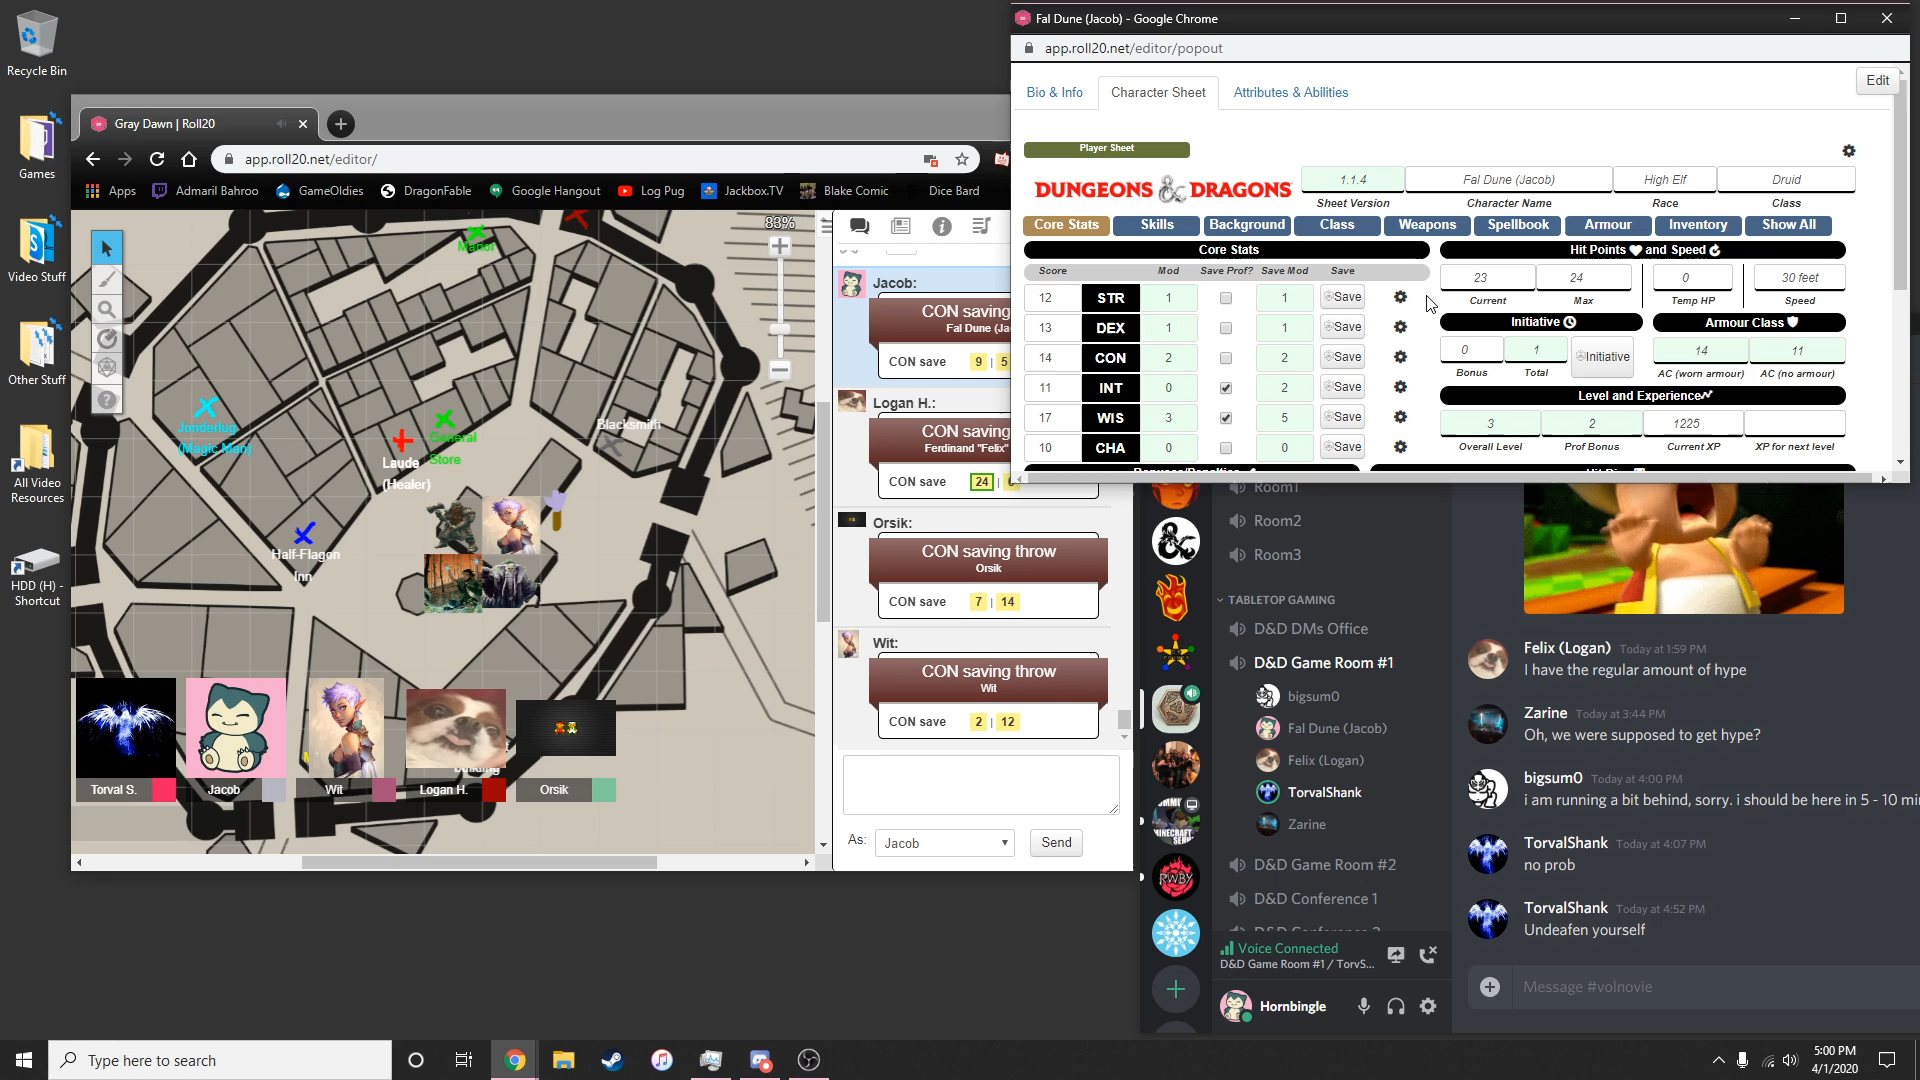 Recycle Bin
Games
Video Stuff
Other Stuff
All Video
Resources
HDD (H) -
Shortcut
Gray Dawn | Roll20
app.roll20.net/editor/
Apps
Admaril Bahroo
GameOldies
DragonFable
Google Hangout
Log Pug
Jackbox.TV
Blake Comic
Dice Bard
83%
Manor
Jonderlug
(Magic Man)
General
Store
Laude
(Healer)
Blacksmith
Half-Flagon
Inn
building
Torval S.
Jacob
Wit
Logan H.
Orsik
Jacob:
CON saving
Fal Dune (Ja
CON save 9 | 5
Logan H.:
CON saving
Ferdinand "Felix"
CON save 24 |
Orsik:
CON saving throw
Orsik
CON save 7 | 14
Wit:
CON saving throw
Wit
CON save 2 | 12
As: Jacob Send
Fal Dune (Jacob) - Google Chrome
app.roll20.net/editor/popout
Bio & Info
Character Sheet
Attributes & Abilities
Edit
Player Sheet
DUNGEONS & DRAGONS
1.1.4 Fal Dune (Jacob) High Elf Druid
Sheet Version Character Name Race Class
Core Stats Skills Background Class Weapons Spellbook Armour Inventory Show All
Core Stats
Score Mod Save Prof? Save Mod Save
12 STR 1 1 Save
13 DEX 1 1 Save
14 CON 2 2 Save
11 INT 0 2 Save
17 WIS 3 5 Save
10 CHA 0 0 Save
Hit Points and Speed
23 24 0 30 feet
Current Max Temp HP Speed
Initiative
0 1 Initiative
Bonus Total
Armour Class
14 11
AC (worn armour) AC (no armour)
Level and Experience
3 2 1225
Overall Level Prof Bonus Current XP XP for next level
Room1
Room2
Room3
TABLETOP GAMING
D&D DMs Office
D&D Game Room #1
bigsum0
Fal Dune (Jacob)
Felix (Logan)
TorvalShank
Zarine
D&D Game Room #2
D&D Conference 1
RWBY
Voice Connected
D&D Game Room #1 / TorvS...
Hornbingle
Felix (Logan) Today at 1:59 PM
I have the regular amount of hype
Zarine Today at 3:44 PM
Oh, we were supposed to get hype?
bigsum0 Today at 4:00 PM
i am running a bit behind, sorry. i should be here in 5 - 10 mi
TorvalShank Today at 4:07 PM
no prob
TorvalShank Today at 4:52 PM
Undeafen yourself
Message #volnovie
Type here to search
5:00 PM
4/1/2020